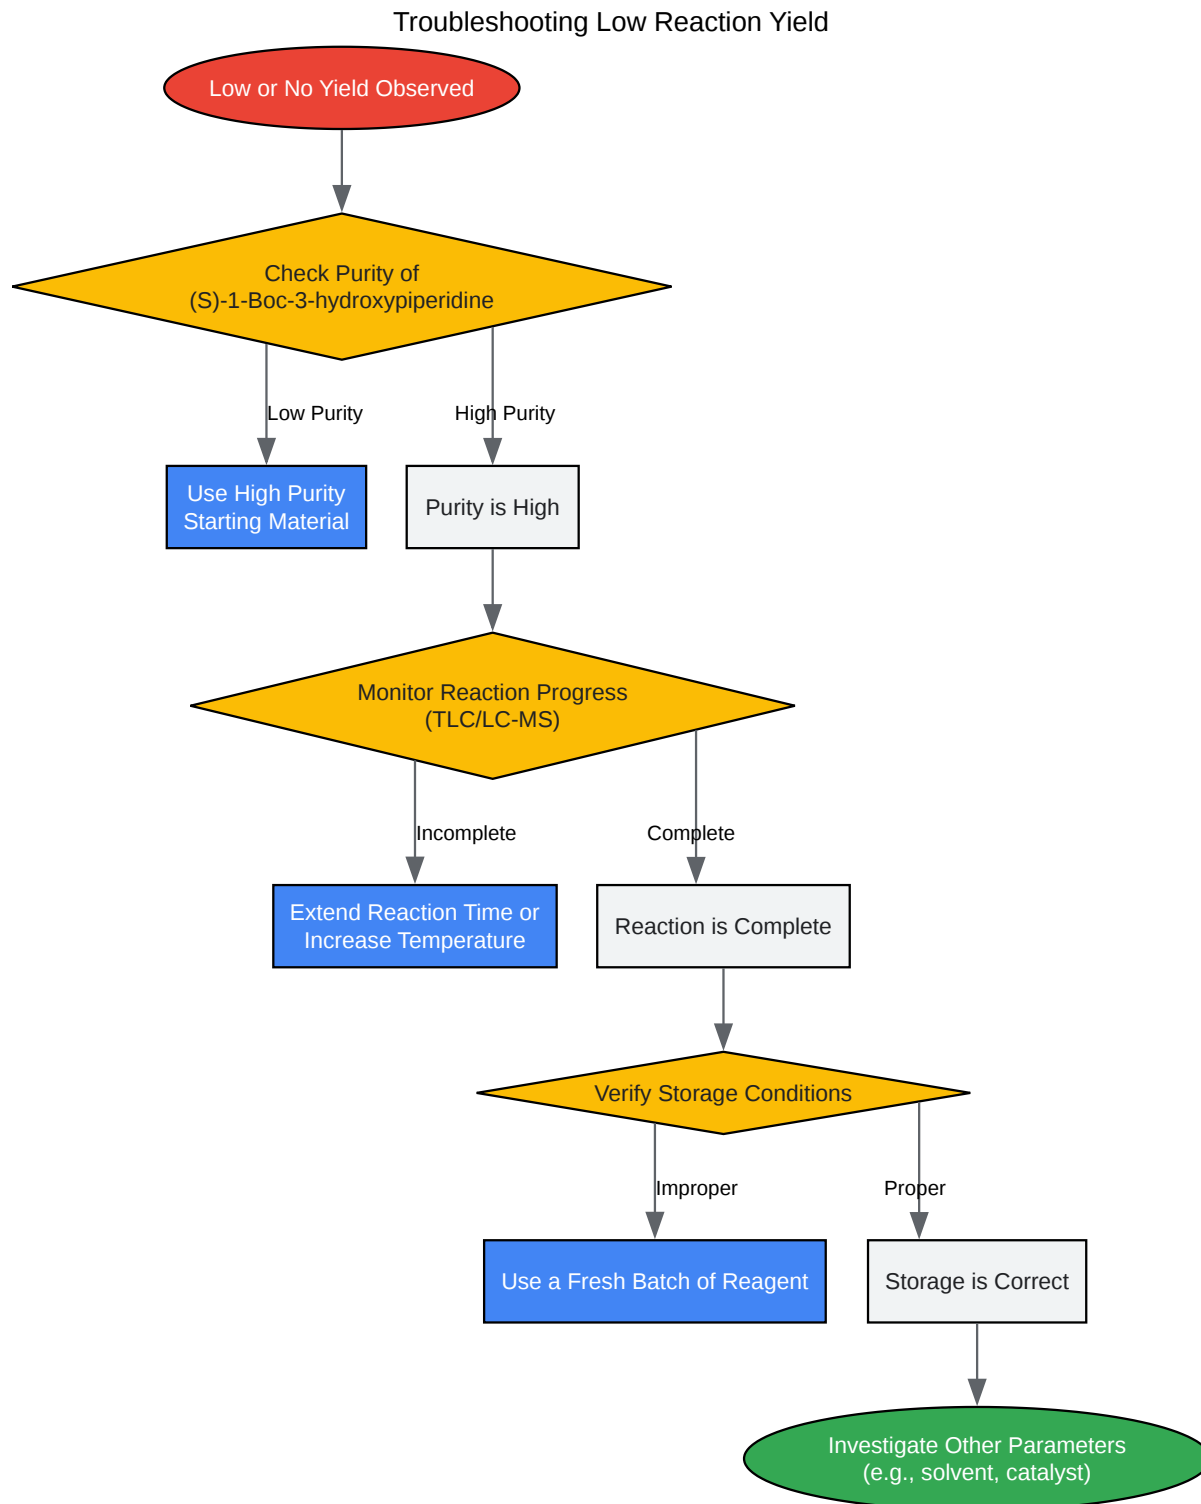 Troubleshooting Low Reaction Yield
Low or No Yield Observed
Check Purity of
(S)-1-Boc-3-hydroxypiperidine
Low Purity
High Purity
Use High Purity
Starting Material
Purity is High
Monitor Reaction Progress
(TLC/LC-MS)
Incomplete
Complete
Extend Reaction Time or
Increase Temperature
Reaction is Complete
Verify Storage Conditions
Improper
Proper
Use a Fresh Batch of Reagent
Storage is Correct
Investigate Other Parameters
(e.g., solvent, catalyst)